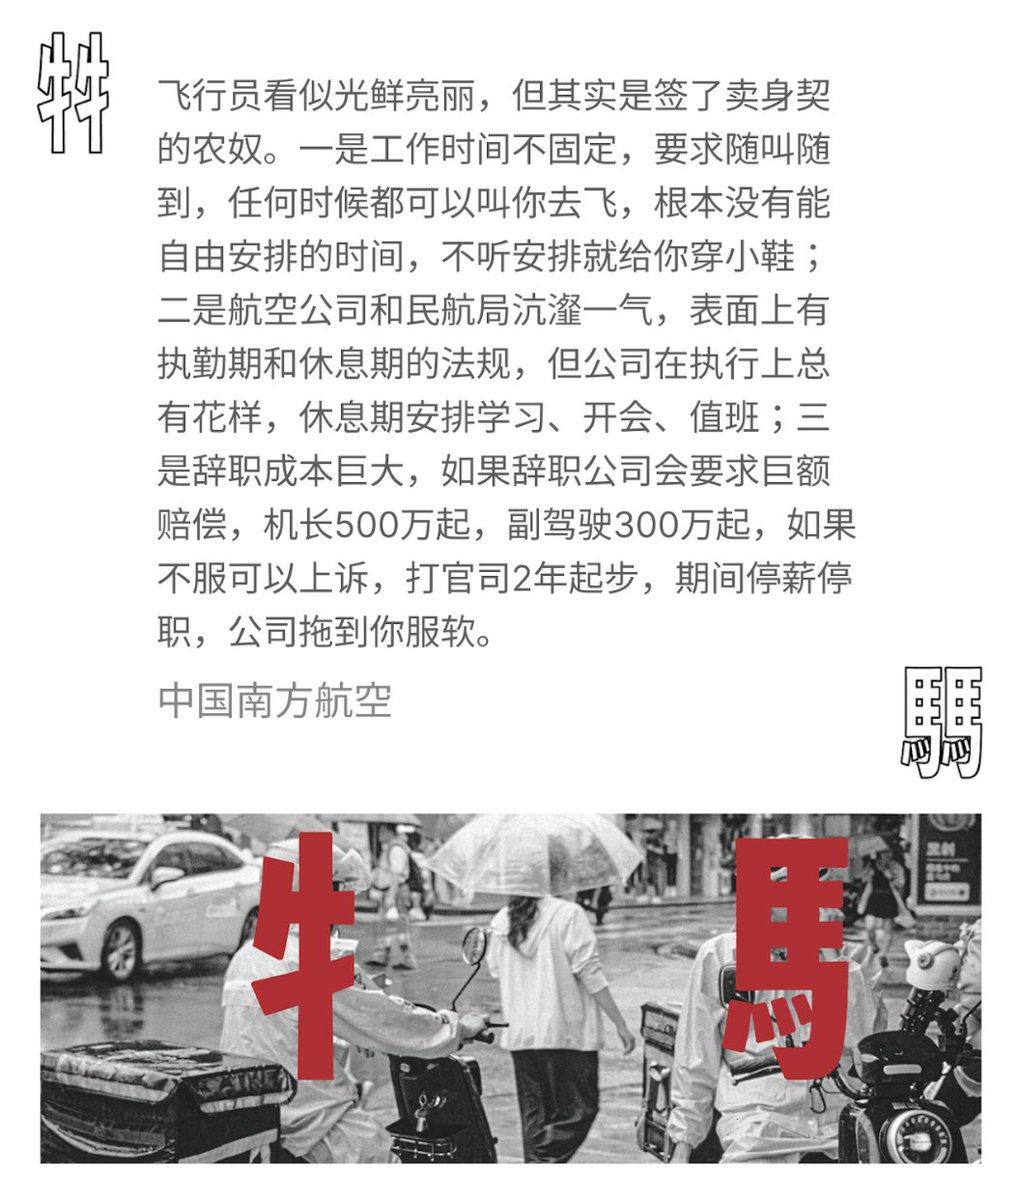 牪
飞行员看似光鲜亮丽，但其实是签了卖身契
的农奴。一是工作时间不固定，要求随叫随
到，任何时候都可以叫你去飞，根本没有能
自由安排的时间，不听安排就给你穿小鞋；
二是航空公司和民航局沆瀣一气，表面上有
执勤期和休息期的法规，但公司在执行上总
有花样，休息期安排学习、开会、值班；三
是辞职成本巨大，如果辞职公司会要求巨额
赔偿，机长500万起，副驾驶300万起，如果
不服可以上诉，打官司2年起步，期间停薪停
职，公司拖到你服软。
中国南方航空
騳
牛 馬